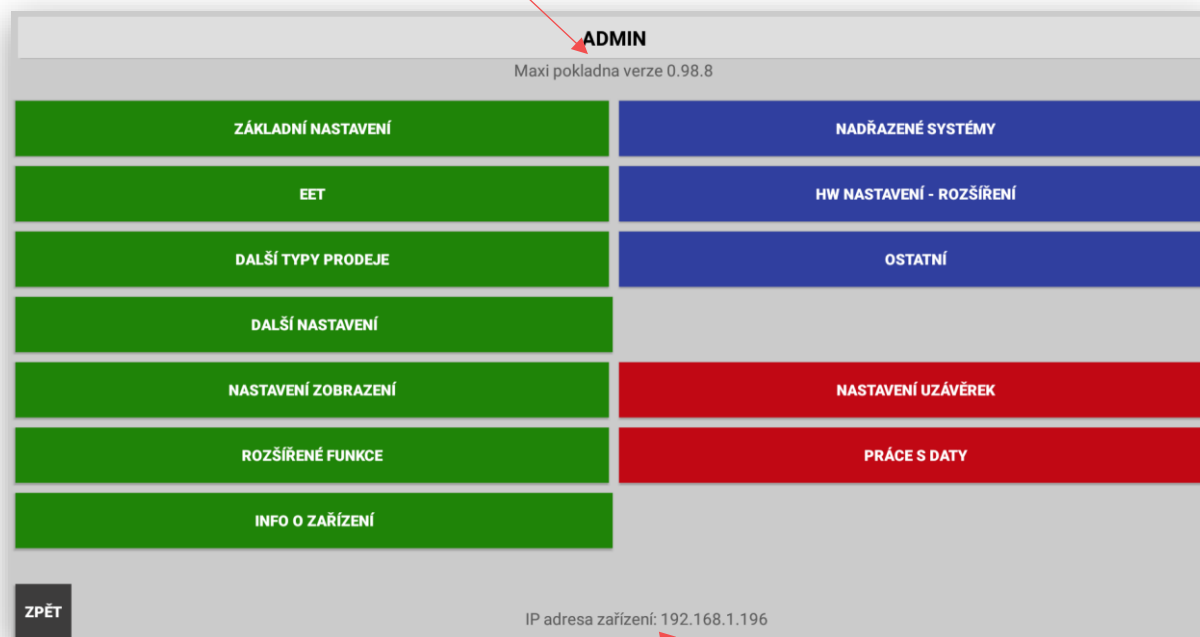 ADMIN
Maxi pokladna verze 0.98.8
ZÁKLADNÍ NASTAVENÍ
NADŘAZENÉ SYSTÉMY
EET
HW NASTAVENÍ - ROZŠÍŘENÍ
DALŠÍ TYPY PRODEJE
OSTATNÍ
DALŠÍ NASTAVENÍ
NASTAVENÍ ZOBRAZENÍ
NASTAVENÍ UZÁVĚREK
ROZŠÍŘENÉ FUNKCE
PRÁCE S DATY
INFO O ZAŘÍZENÍ
ZPĚT
IP adresa zařízení: 192.168.1.196